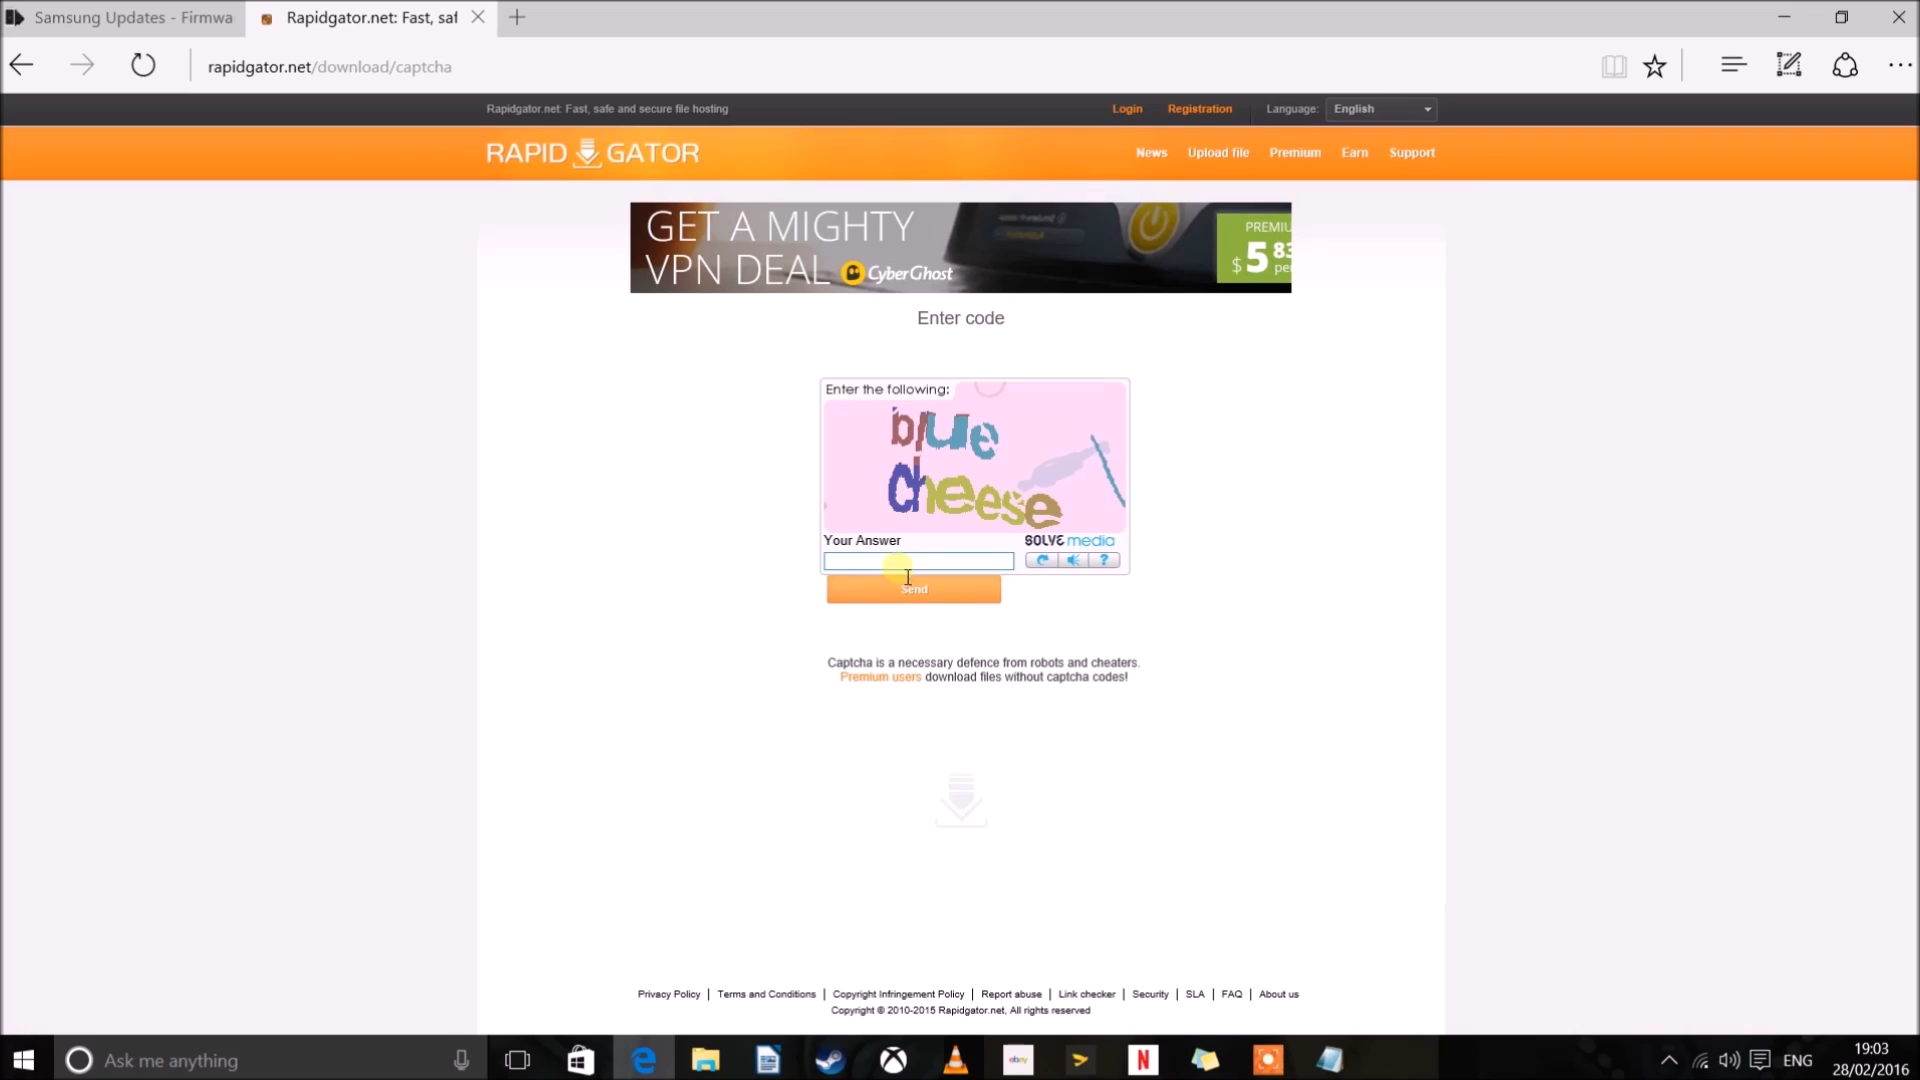 Samsung Updates - Firmwa
Rapidgator.net: Fast, saf
rapidgator.net/download/captcha
Rapidgator.net: Fast, safe and secure file hosting
Login
Registration
Language:
English
RAPID GATOR
News
Upload file
Premium
Earn
Support
GET A MIGHTY
VPN DEAL CyberGhost
PREMIU
$ 5 83
per
Enter code
Enter the following:
blue
cheese
Your Answer
SOLVE media
?
Send
Captcha is a necessary defence from robots and cheaters.
Premium users download files without captcha codes!
Privacy Policy | Terms and Conditions | Copyright Infringement Policy | Report abuse | Link checker | Security | SLA | FAQ | About us
Copyright © 2010-2015 Rapidgator.net, All rights reserved
Ask me anything
ebay
N
ENG
19:03
28/02/2016